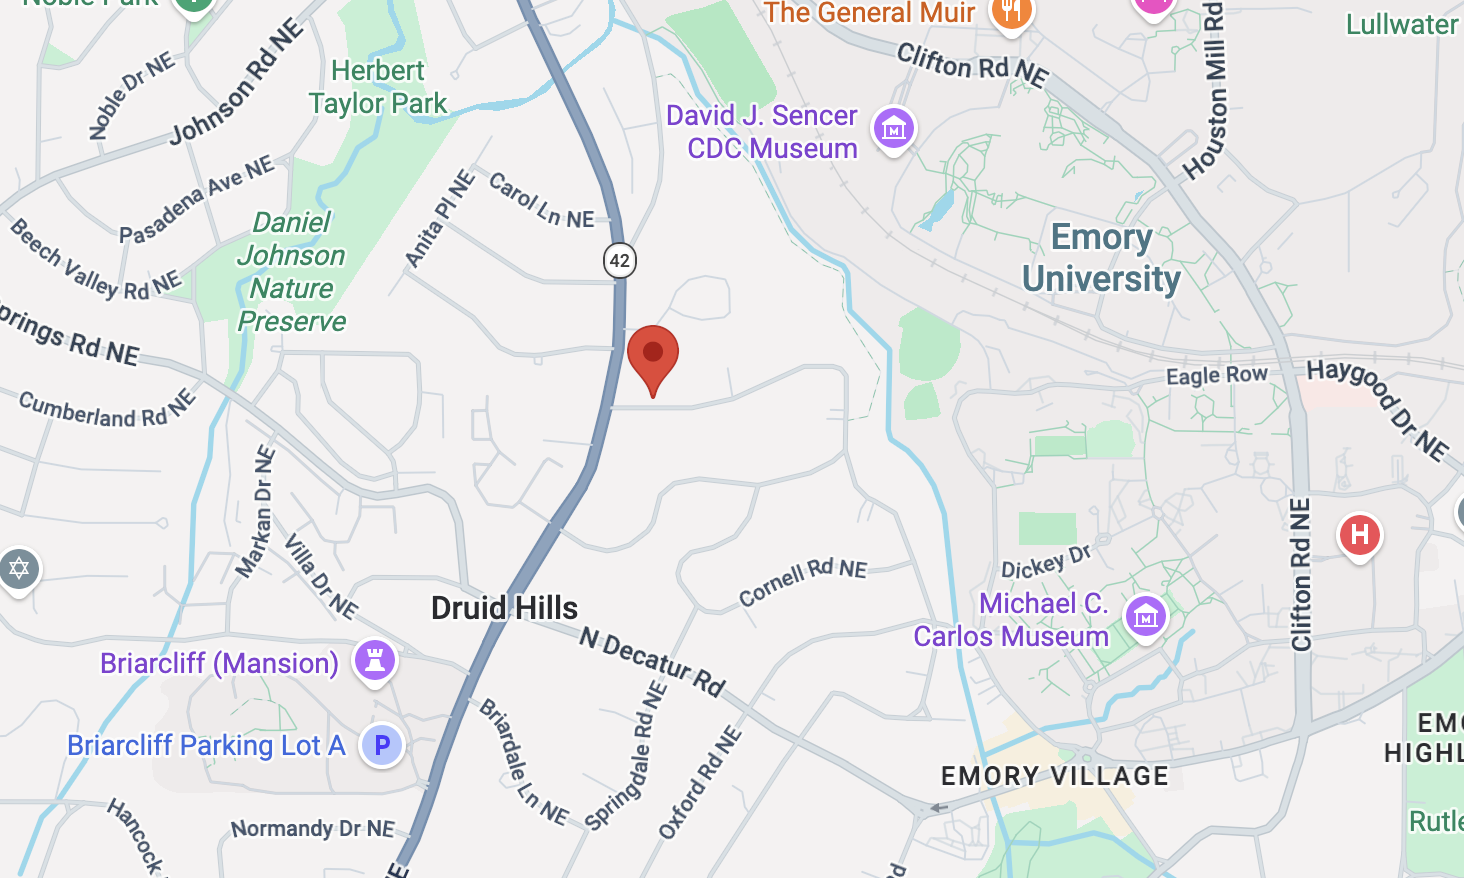 Noble Park
The General Muir
Lullwater
Noble Dr NE
Johnson Rd NE
Herbert
Taylor Park
Clifton Rd NE
Houston Mill Rd
David J. Sencer
CDC Museum
Pasadena Ave NE
Anita Pl NE
Carol Ln NE
Beech Valley Rd NE
Daniel
Johnson
Nature
Preserve
42
Emory
University
prings Rd NE
Cumberland Rd NE
Eagle Row
Haygood Dr NE
Markan Dr NE
Villa Dr NE
Clifton Rd NE
H
Dickey Dr
Cornell Rd NE
Druid Hills
Michael C.
Carlos Museum
N Decatur Rd
Briarcliff (Mansion)
Briardale Ln NE
Springdale Rd NE
Oxford Rd NE
Briarcliff Parking Lot A
P
EMO
HIGHL
EMORY VILLAGE
Hancock
Normandy Dr NE
Rutle
E
d